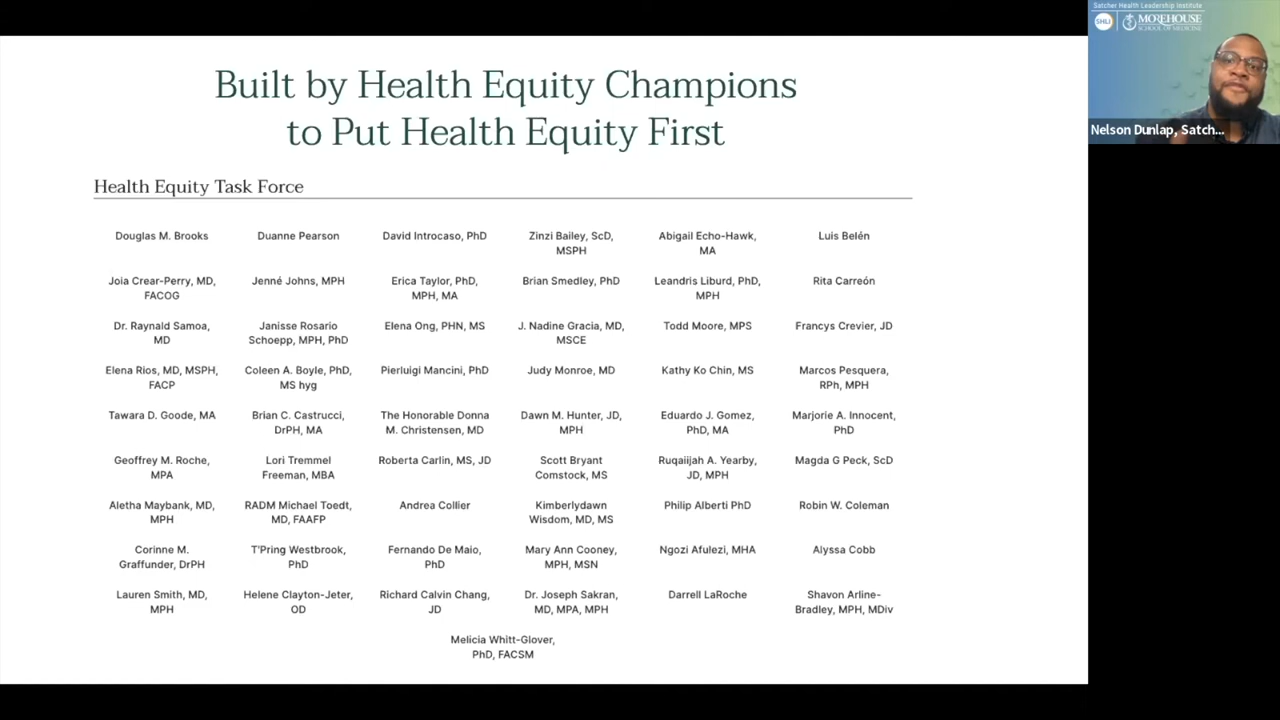 Built by Health Equity Champions
to Put Health Equity First
Health Equity Task Force
Douglas M. Brooks
Duanne Pearson
David Introcaso, PhD
Zinzi Bailey, ScD,
MSPH
Abigail Echo-Hawk,
MA
Luis Belén
Joia Crear-Perry, MD,
FACOG
Jenné Johns, MPH
Erica Taylor, PhD,
MPH, MA
Brian Smedley, PhD
Leandris Liburd, PhD,
MPH
Rita Carreón
Dr. Raynald Samoa,
MD
Janisse Rosario
Schoepp, MPH, PhD
Elena Ong, PHN, MS
J. Nadine Gracia, MD,
MSCE
Todd Moore, MPS
Francys Crevier, JD
Elena Rios, MD, MSPH,
FACP
Coleen A. Boyle, PhD,
MS hyg
Pierluigi Mancini, PhD
Judy Monroe, MD
Kathy Ko Chin, MS
Marcos Pesquera,
RPh, MPH
Tawara D. Goode, MA
Brian C. Castrucci,
DrPH, MA
The Honorable Donna
M. Christensen, MD
Dawn M. Hunter, JD,
MPH
Eduardo J. Gomez,
PhD, MA
Marjorie A. Innocent,
PhD
Geoffrey M. Roche,
MPA
Lori Tremmel
Freeman, MBA
Roberta Carlin, MS, JD
Scott Bryant
Comstock, MS
Ruqaiijah A. Yearby,
JD, MPH
Magda G Peck, ScD
Aletha Maybank, MD,
MPH
RADM Michael Toedt,
MD, FAAFP
Andrea Collier
Kimberlydawn
Wisdom, MD, MS
Philip Alberti PhD
Robin W. Coleman
Corinne M.
Graffunder, DrPH
T'Pring Westbrook,
PhD
Fernando De Maio,
PhD
Mary Ann Cooney,
MPH, MSN
Ngozi Afulezi, MHA
Alyssa Cobb
Lauren Smith, MD,
MPH
Helene Clayton-Jeter,
OD
Richard Calvin Chang,
JD
Dr. Joseph Sakran,
MD, MPA, MPH
Darrell LaRoche
Shavon Arline-
Bradley, MPH, MDiv
Melicia Whitt-Glover,
PhD, FACSM
Satcher Health Leadership Institute
SHLI
MOREHOUSE
SCHOOL OF MEDICINE
Nelson Dunlap, Satch...